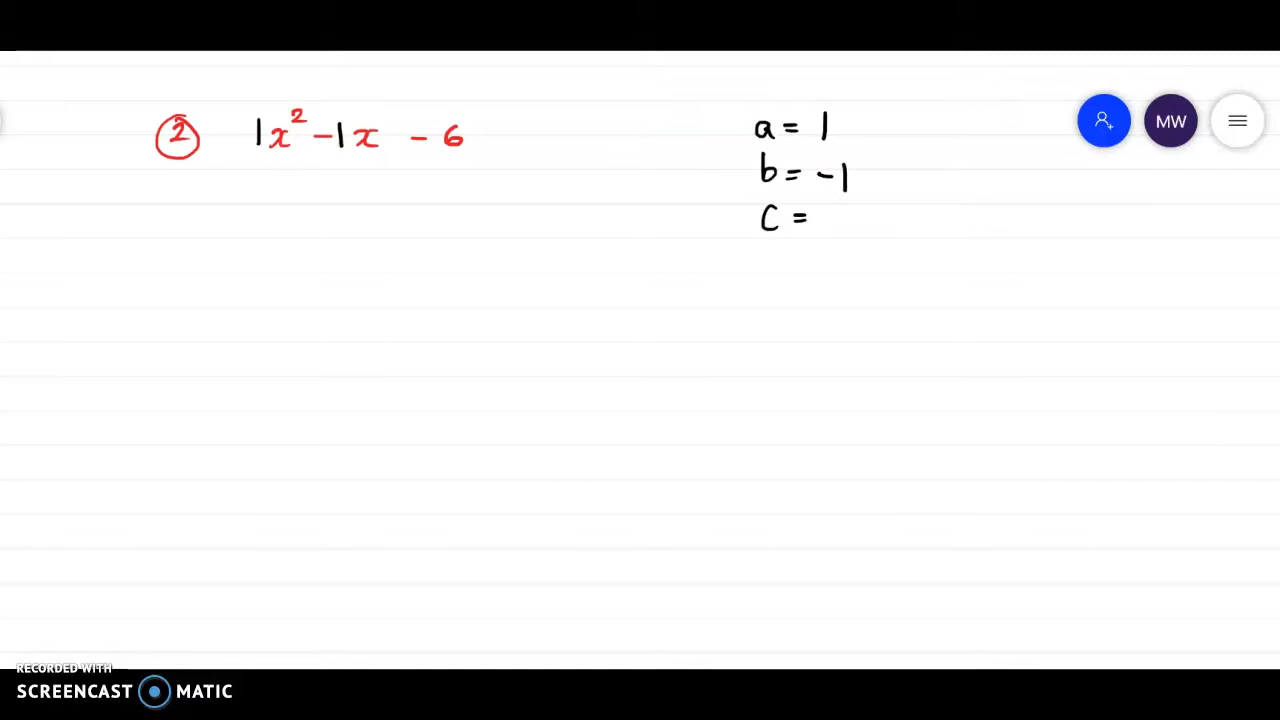 ② 1x² -1x - 6
a = 1
b = -1
c =
MW
RECORDED WITH
SCREENCAST MATIC